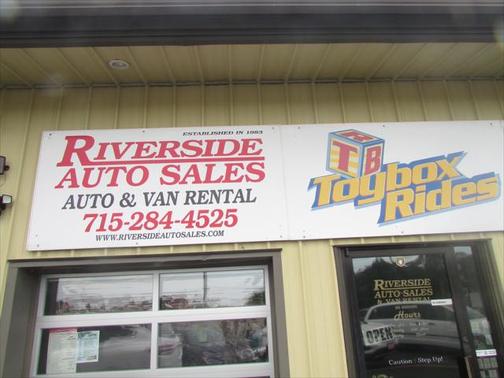 ESTABLISHED IN 1983
RIVERSIDE
AUTO SALES
AUTO & VAN RENTAL
715-284-4525
WWW.RIVERSIDEAUTOSALES.COM
T B
Toybox
Rides
RIVERSIDE
AUTO SALES
& VAN RENTAL
Hours
OPEN
Caution : Step Up!